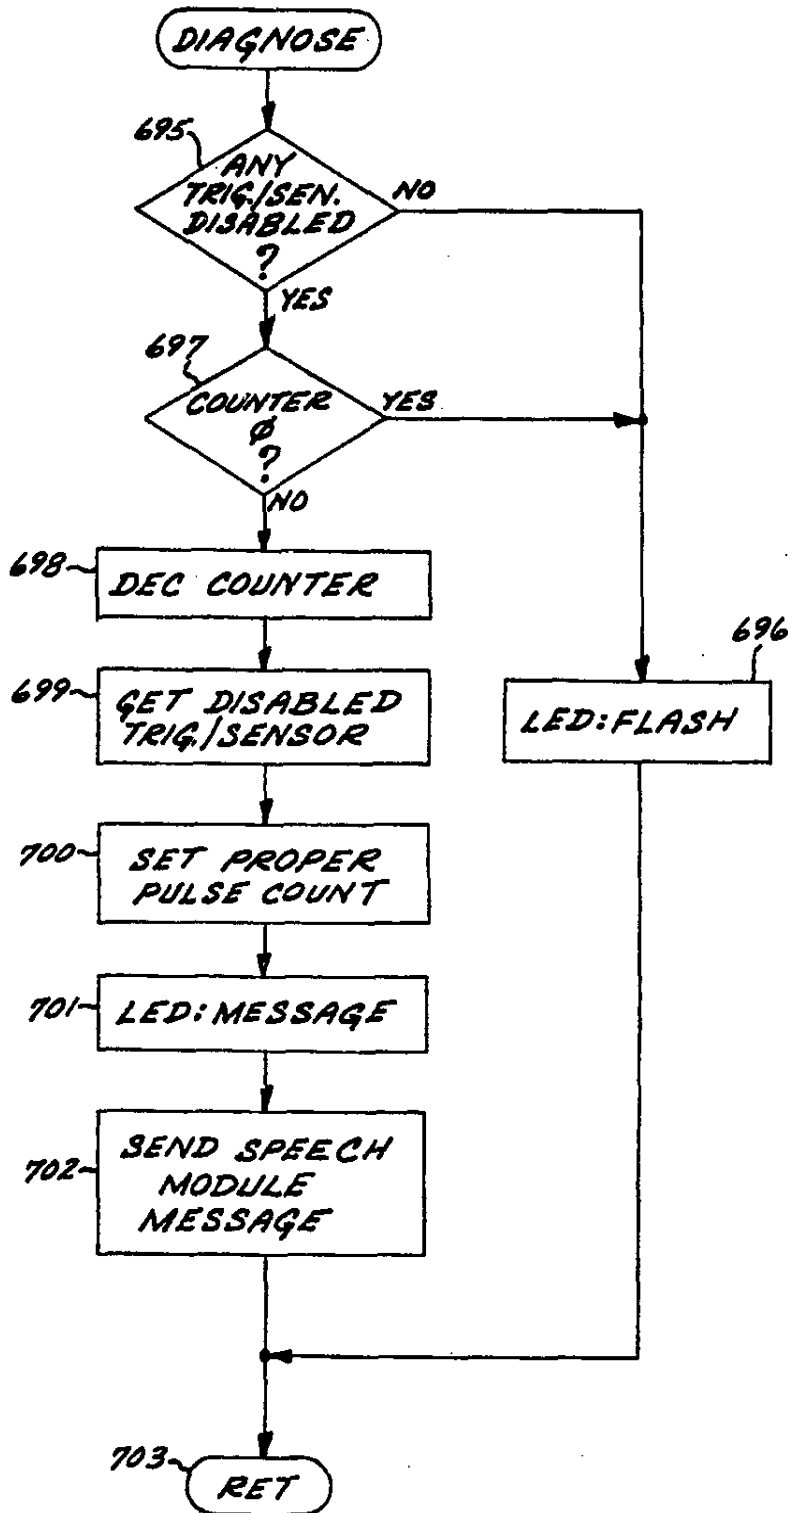 DIAGNOSE
695
ANY
TRIG./SEN.
DISABLED
?
NO
YES
697
COUNTER
Ø
?
YES
NO
698
DEC COUNTER
699
GET DISABLED
TRIG./SENSOR
696
LED:FLASH
700
SET PROPER
PULSE COUNT
701
LED:MESSAGE
702
SEND SPEECH
MODULE
MESSAGE
703
RET